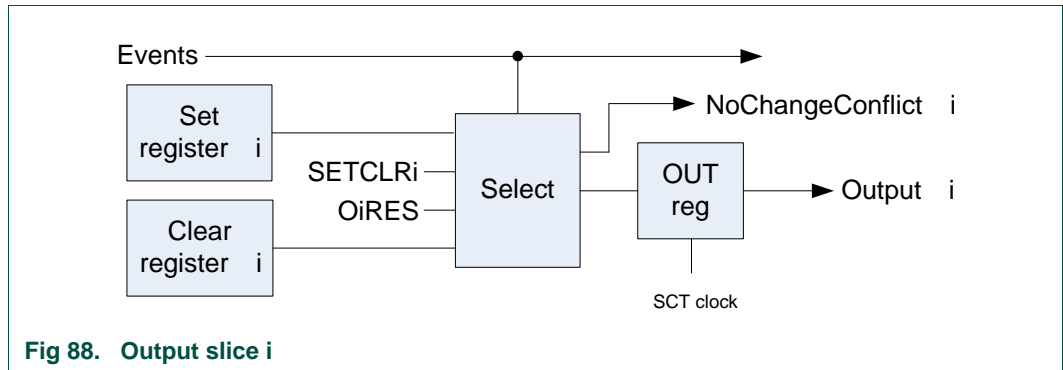 Events
NoChangeConflict i
Set
register i
SETCLRi
OiRES
Select
OUT
reg
Output i
Clear
register i
SCT clock
Fig 88. Output slice i